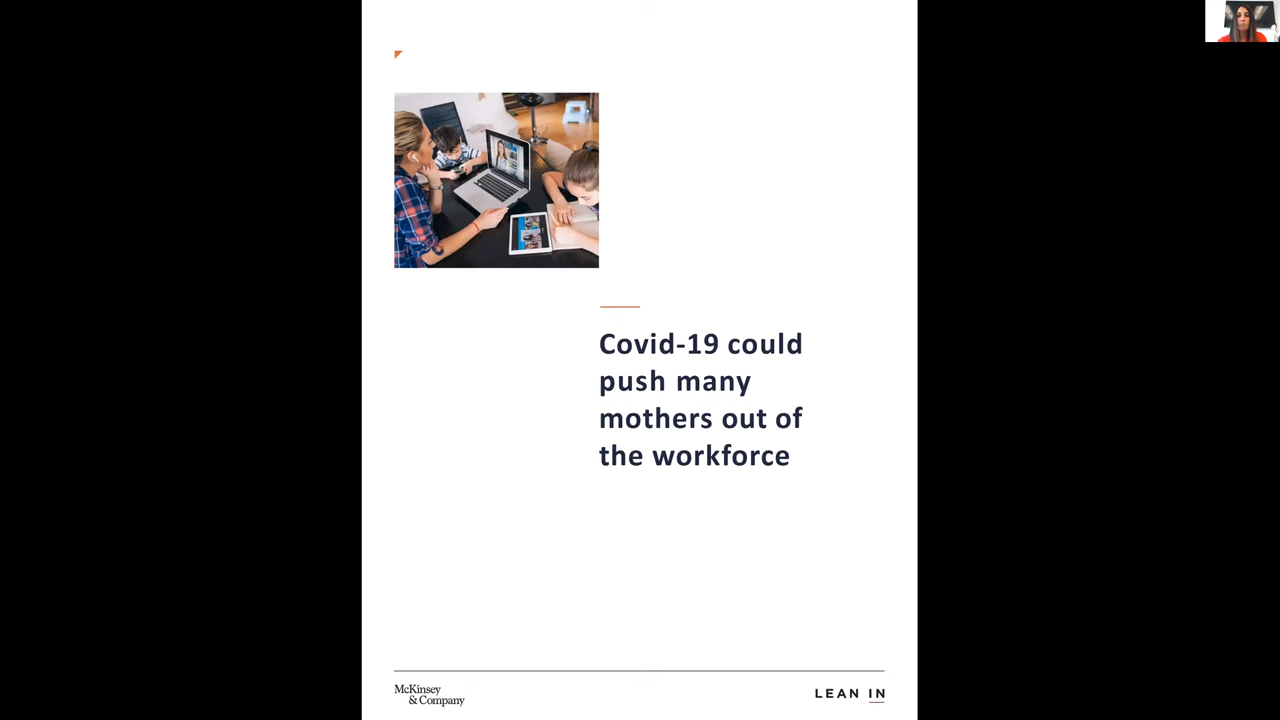 Covid-19 could
push many
mothers out of
the workforce
McKinsey
& Company
LEAN IN